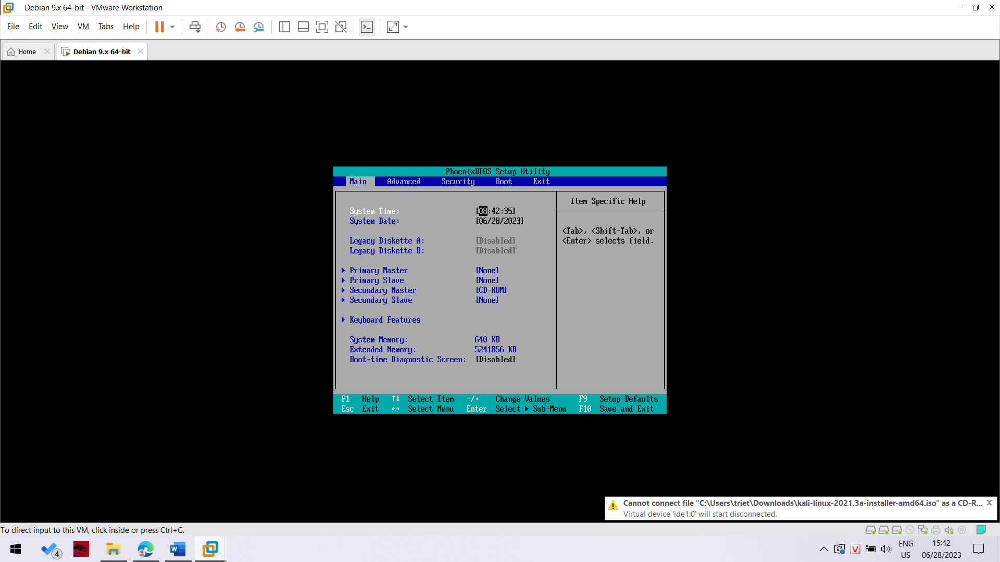 Debian 9.x 64-bit - VMware Workstation
File Edit View VM Tabs Help
Home
Debian 9.x 64-bit
PhoenixBIOS Setup Utility
Main Advanced Security Boot Exit
Item Specific Help
System Time: [08:42:35]
System Date: [06/28/2023]
<Tab>, <Shift-Tab>, or
<Enter> selects field.
Legacy Diskette A: [Disabled]
Legacy Diskette B: [Disabled]
Primary Master [None]
Primary Slave [None]
Secondary Master [CD-ROM]
Secondary Slave [None]
Keyboard Features
System Memory: 640 KB
Extended Memory: 5241856 KB
Boot-time Diagnostic Screen: [Disabled]
F1 Help ↑↓ Select Item -/+ Change Values F9 Setup Defaults
Esc Exit ↔ Select Menu Enter Select ▶ Sub-Menu F10 Save and Exit
Cannot connect file "C:\Users\triet\Downloads\kali-linux-2021.3a-installer-amd64.iso" as a CD-R...
Virtual device 'ide1:0' will start disconnected.
To direct input to this VM, click inside or press Ctrl+G.
4
ENG
US
15:42
06/28/2023